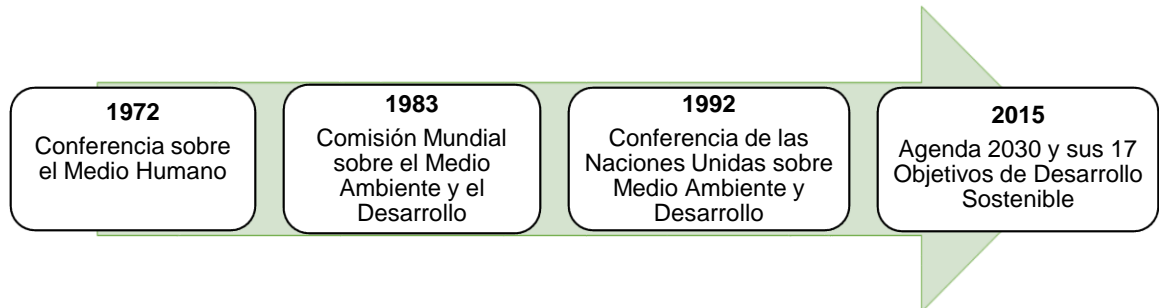 1972
Conferencia sobre
el Medio Humano
1983
Comisión Mundial
sobre el Medio
Ambiente y el
Desarrollo
1992
Conferencia de las
Naciones Unidas sobre
Medio Ambiente y
Desarrollo
2015
Agenda 2030 y sus 17
Objetivos de Desarrollo
Sostenible